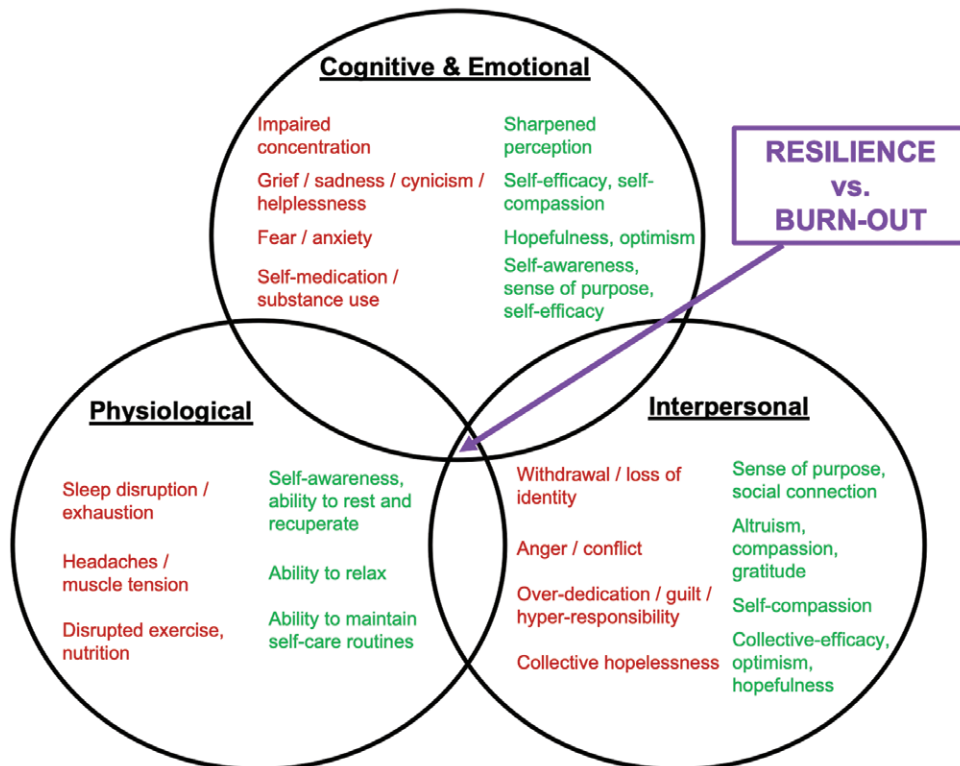 Cognitive & Emotional
Impaired
concentration
Grief / sadness / cynicism /
helplessness
Fear / anxiety
Self-medication /
substance use
Sharpened
perception
Self-efficacy, self-
compassion
Hopefulness, optimism
Self-awareness,
sense of purpose,
self-efficacy
RESILIENCE
vs.
BURN-OUT
Physiological
Sleep disruption /
exhaustion
Headaches /
muscle tension
Disrupted exercise,
nutrition
Self-awareness,
ability to rest and
recuperate
Ability to relax
Ability to maintain
self-care routines
Interpersonal
Withdrawal / loss of
identity
Anger / conflict
Over-dedication / guilt /
hyper-responsibility
Collective hopelessness
Sense of purpose,
social connection
Altruism,
compassion,
gratitude
Self-compassion
Collective-efficacy,
optimism,
hopefulness